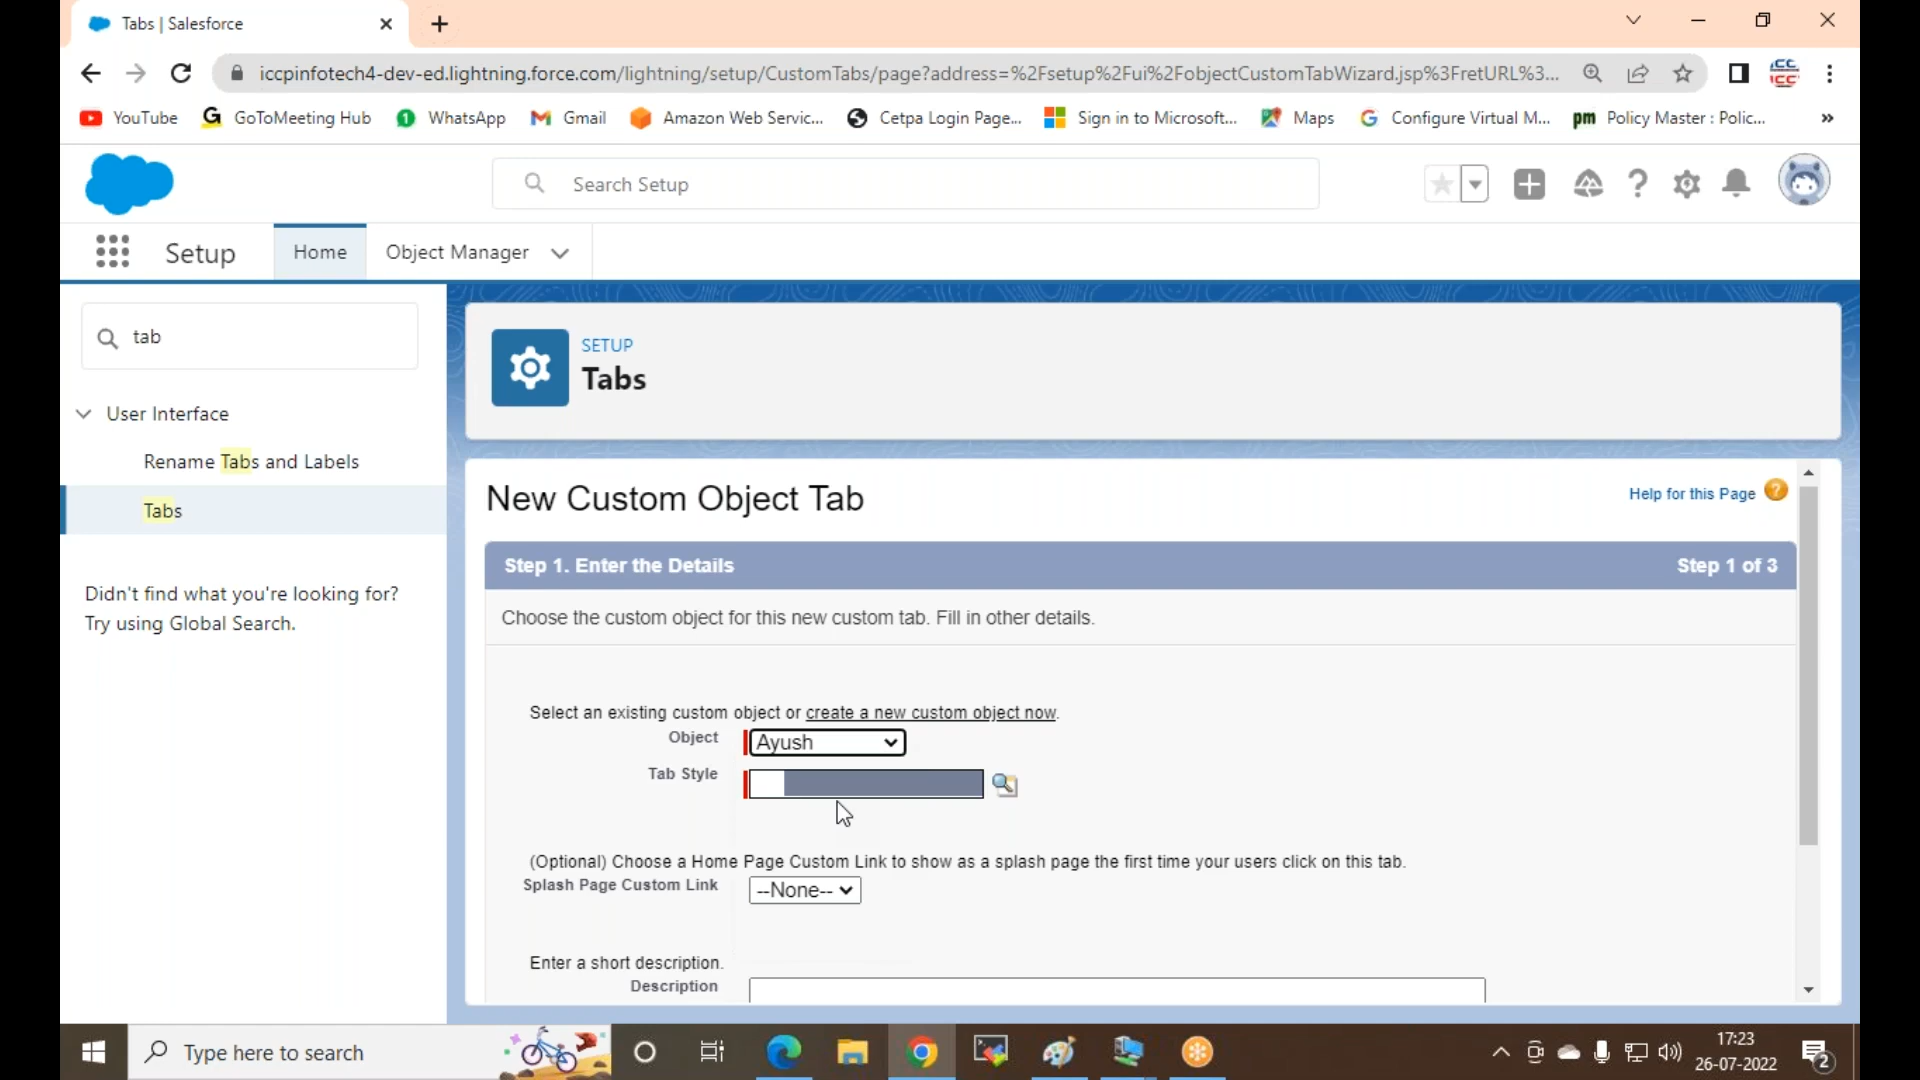 Tabs | Salesforce
iccpinfotech4-dev-ed.lightning.force.com/lightning/setup/CustomTabs/page?address=%2Fsetup%2Fui%2FobjectCustomTabWizard.jsp%3FretURL%3...
ICC
ICC
YouTube
GoToMeeting Hub
WhatsApp
Gmail
Amazon Web Servic...
Cetpa Login Page...
Sign in to Microsoft...
Maps
Configure Virtual M...
pm Policy Master : Polic...
»
Search Setup
Setup
Home
Object Manager
tab
User Interface
Rename Tabs and Labels
Tabs
Didn't find what you're looking for?
Try using Global Search.
SETUP
Tabs
New Custom Object Tab
Help for this Page
Step 1. Enter the Details
Step 1 of 3
Choose the custom object for this new custom tab. Fill in other details.
Select an existing custom object or create a new custom object now.
Object
Ayush
Tab Style
(Optional) Choose a Home Page Custom Link to show as a splash page the first time your users click on this tab.
Splash Page Custom Link
--None--
Enter a short description.
Description
Type here to search
17:23
26-07-2022
2